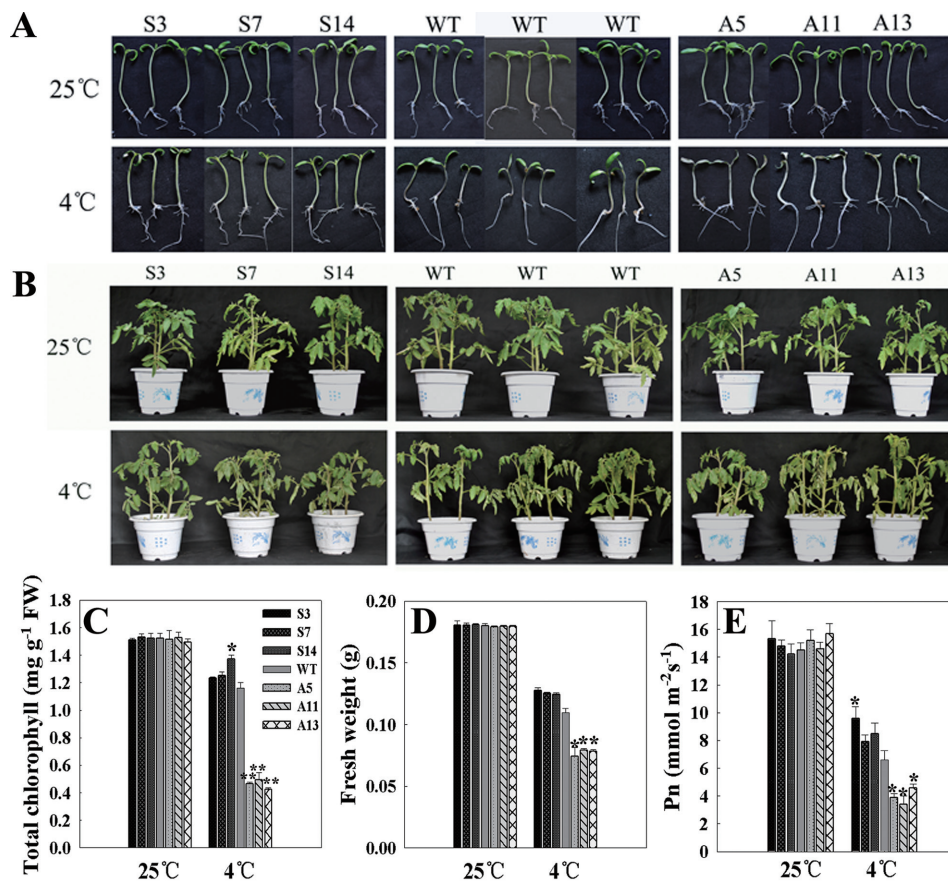 A
S3 S7 S14 WT WT WT A5 A11 A13
25℃
4℃
B
S3 S7 S14 WT WT WT A5 A11 A13
25℃
4℃
C
Total chlorophyll (mg g⁻¹ FW)
1.8
1.6
1.4
1.2
1.0
0.8
0.6
0.4
0.2
0.0
S3
S7
S14
WT
A5
A11
A13
*
** ** **
25℃ 4℃
D
Fresh weight (g)
0.20
0.15
0.10
0.05
0.00
* * *
25℃ 4℃
E
Pn (mmol m⁻²s⁻¹)
18
16
14
12
10
8
6
4
2
0
*
* * *
25℃ 4℃